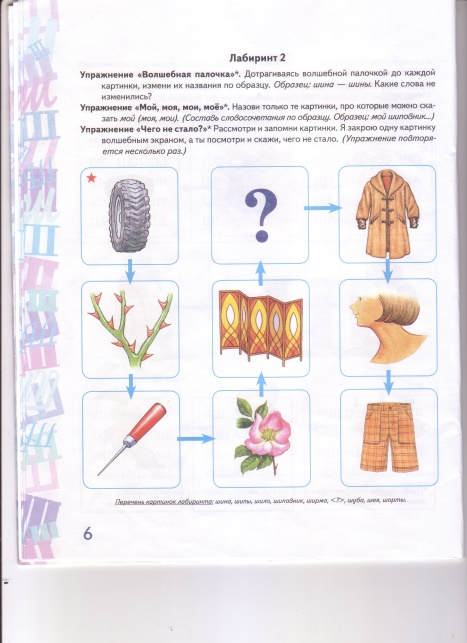 Лабиринт 2
Упражнение «Волшебная палочка»*. Дотрагиваясь волшебной палочкой до каждой
картинки, измени их названия по образцу. Образец: шина — шины. Какие слова не
изменились?
Упражнение «Мой, моя, мои, моё»*. Назови только те картинки, про которые можно ска-
зать мой (моя, мои). (Составь словосочетания по образцу. Образец: мой шиповник...)
Упражнение «Чего не стало?»* Рассмотри и запомни картинки. Я закрою одну картинку
волшебным экраном, а ты посмотри и скажи, чего не стало. (Упражнение повторя-
ется несколько раз.)
?
Перечень картинок лабиринта: шина, шипы, шило, шиповник, ширма, <?>, шуба, шея, шорты.
6